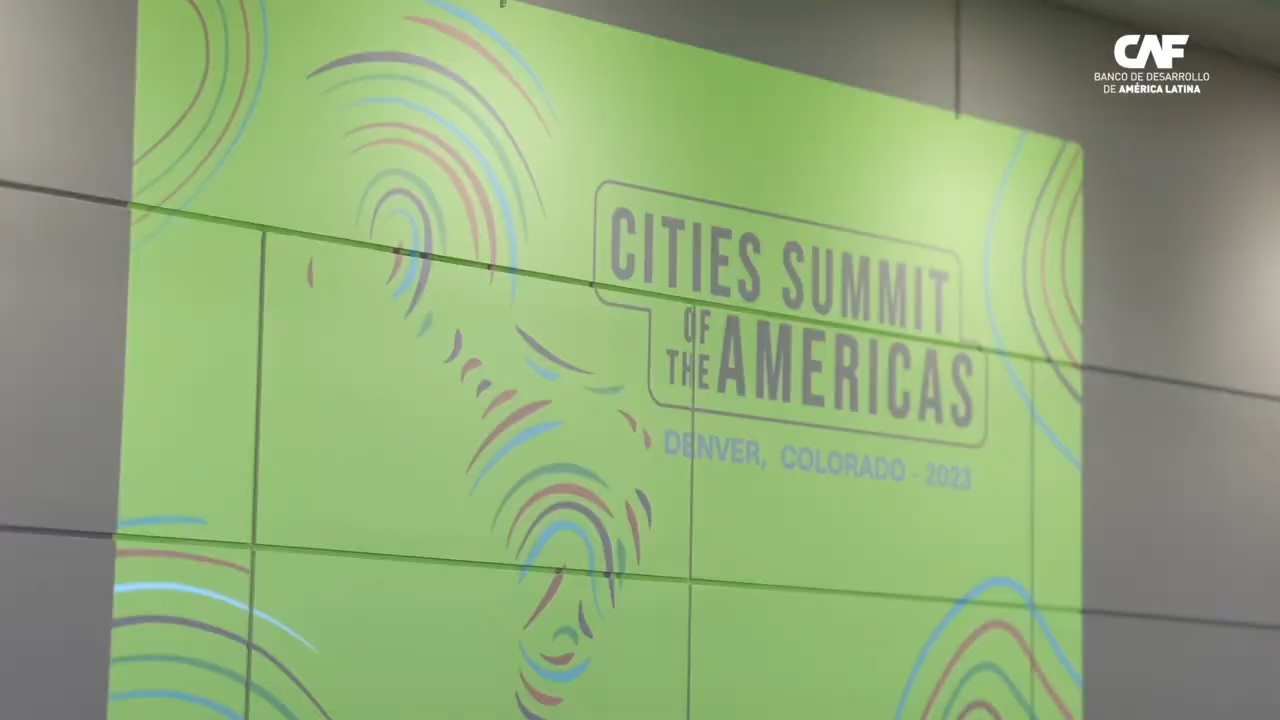 CAF
BANCO DE DESARROLLO
DE AMÉRICA LATINA
CITIES SUMMIT
OF
THE AMERICAS
DENVER, COLORADO - 2023